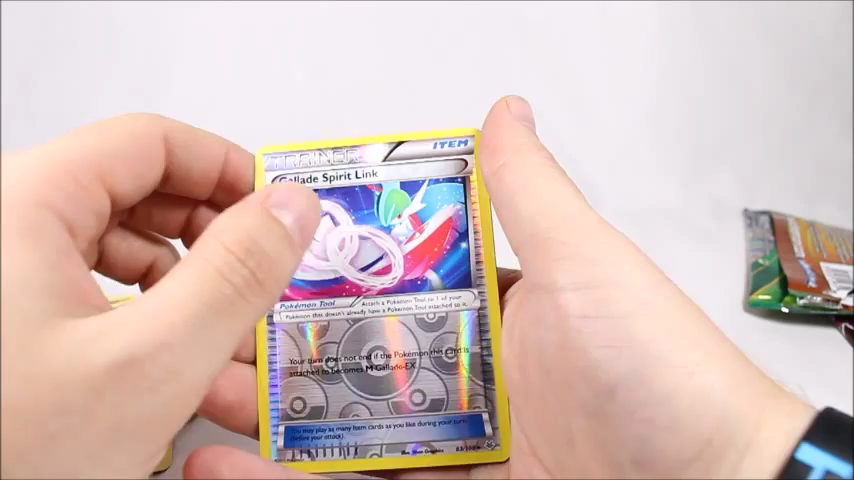 TRAINER ITEM
Gallade Spirit Link
Pokémon Tool Attach a Pokémon Tool to 1 of your
Pokémon that doesn't already have a Pokémon Tool attached to it.
Your turn does not end if the Pokémon this card is
attached to becomes M Gallade-EX.
You may play as many Item cards as you like during your turn
(before your attack).
83/108